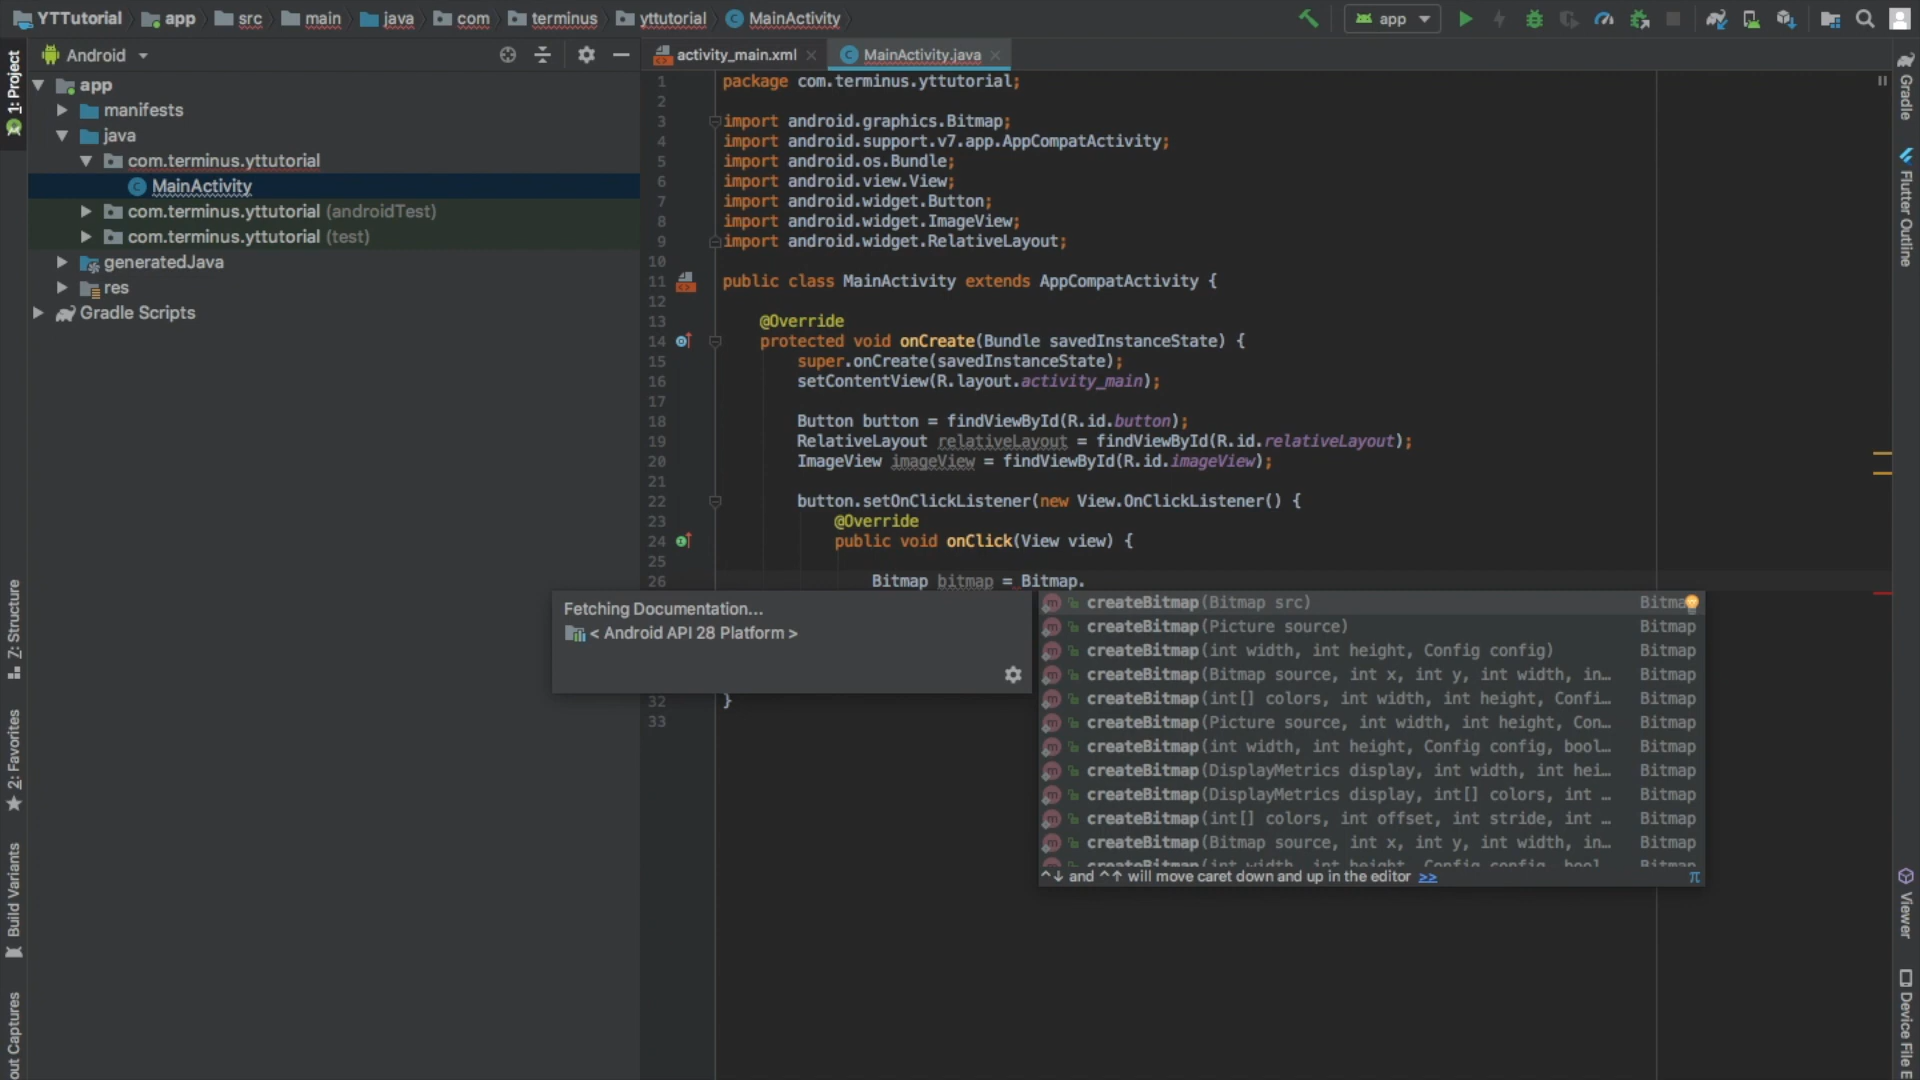 YTTutorial app src main java com terminus yttutorial MainActivity
app
1: Project
Android
app
manifests
java
com.terminus.yttutorial
MainActivity
com.terminus.yttutorial (androidTest)
com.terminus.yttutorial (test)
generatedJava
res
Gradle Scripts
Z: Structure
2: Favorites
Build Variants
out Captures
activity_main.xml
MainActivity.java
1 package com.terminus.yttutorial;
2
3 import android.graphics.Bitmap;
4 import android.support.v7.app.AppCompatActivity;
5 import android.os.Bundle;
6 import android.view.View;
7 import android.widget.Button;
8 import android.widget.ImageView;
9 import android.widget.RelativeLayout;
10
11 public class MainActivity extends AppCompatActivity {
12
13 @Override
14 protected void onCreate(Bundle savedInstanceState) {
15 super.onCreate(savedInstanceState);
16 setContentView(R.layout.activity_main);
17
18 Button button = findViewById(R.id.button);
19 RelativeLayout relativeLayout = findViewById(R.id.relativeLayout);
20 ImageView imageView = findViewById(R.id.imageView);
21
22 button.setOnClickListener(new View.OnClickListener() {
23 @Override
24 public void onClick(View view) {
25
26 Bitmap bitmap = Bitmap.
Fetching Documentation...
< Android API 28 Platform >
32 }
33
createBitmap(Bitmap src) Bitma
createBitmap(Picture source) Bitmap
createBitmap(int width, int height, Config config) Bitmap
createBitmap(Bitmap source, int x, int y, int width, in... Bitmap
createBitmap(int[] colors, int width, int height, Confi... Bitmap
createBitmap(Picture source, int width, int height, Con... Bitmap
createBitmap(int width, int height, Config config, bool... Bitmap
createBitmap(DisplayMetrics display, int width, int hei... Bitmap
createBitmap(DisplayMetrics display, int[] colors, int ... Bitmap
createBitmap(int[] colors, int offset, int stride, int ... Bitmap
createBitmap(Bitmap source, int x, int y, int width, in... Bitmap
createBitmap(int width, int height, Config config, bool... Bitmap
^↓ and ^↑ will move caret down and up in the editor >>
π
Gradle
Flutter Outline
Viewer
Device File E